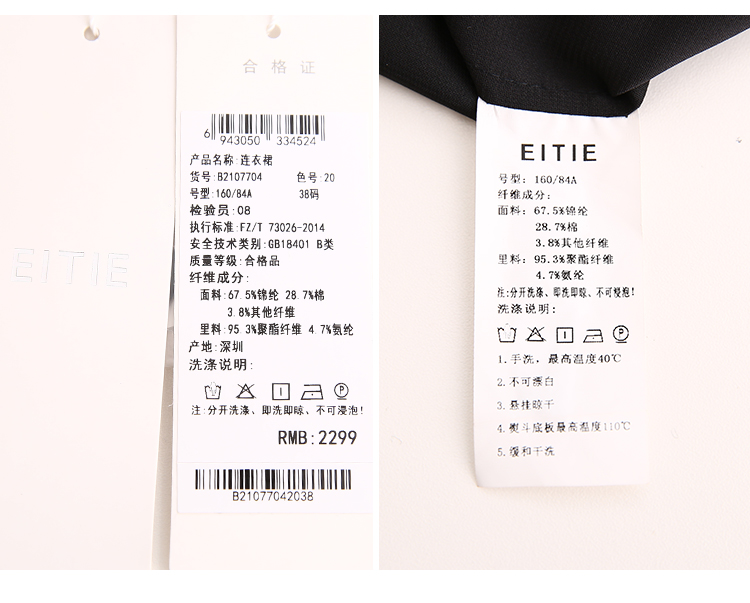 EITIE
合格证
6 943050 334524
产品名称:连衣裙
货号:B2107704 色号:20
号型:160/84A 38码
检验员:08
执行标准:FZ/T 73026-2014
安全技术类别:GB18401 B类
质量等级:合格品
纤维成分:
面料:67.5%锦纶 28.7%棉
3.8%其他纤维
里料:95.3%聚酯纤维 4.7%氨纶
产地:深圳
洗涤说明:
注:分开洗涤、即洗即晾、不可浸泡!
RMB:2299
B21077042038
EITIE
号型: 160/84A
纤维成分:
面料: 67.5%锦纶
28.7%棉
3.8%其他纤维
里料: 95.3%聚酯纤维
4.7%氨纶
注:分开洗涤、即洗即晾、不可浸泡!
洗涤说明:
1.手洗，最高温度40℃
2.不可漂白
3.悬挂晾干
4.熨斗底板最高温度110℃
5.缓和干洗